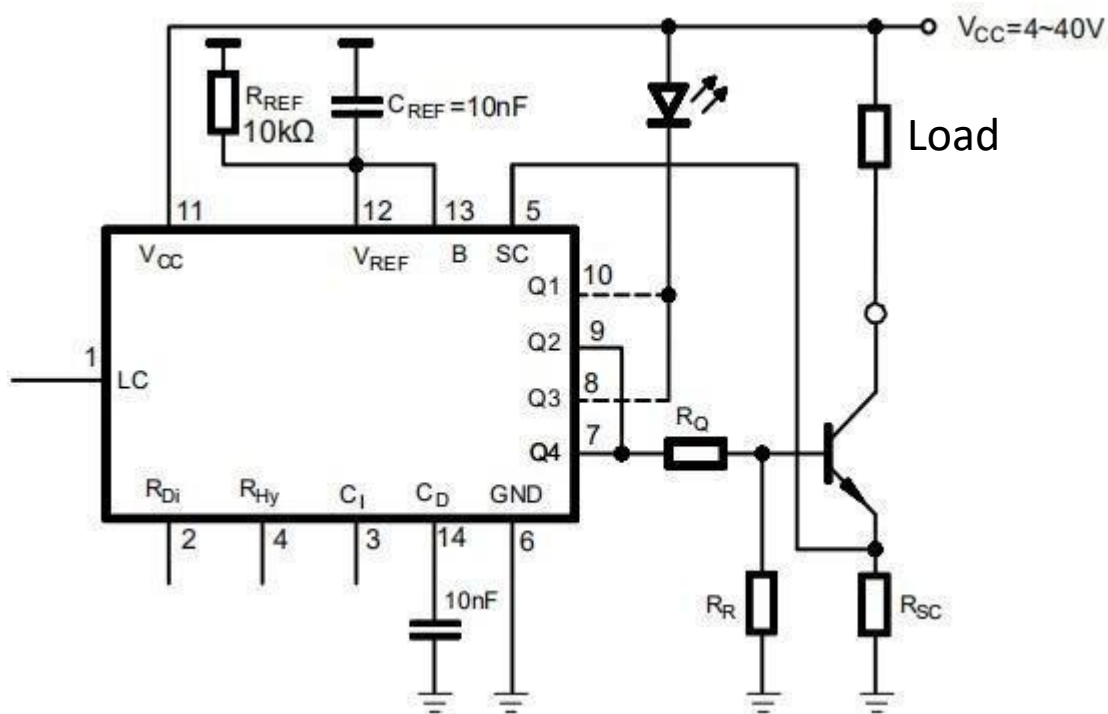 V_CC=4~40V
R_REF
10kΩ
C_REF=10nF
Load
11
12
13
5
V_CC
V_REF
B
SC
Q1
10
Q2
9
1
LC
Q3
8
R_Q
Q4
7
R_Di
R_Hy
C_I
C_D
GND
2
4
3
14
6
10nF
R_R
R_SC